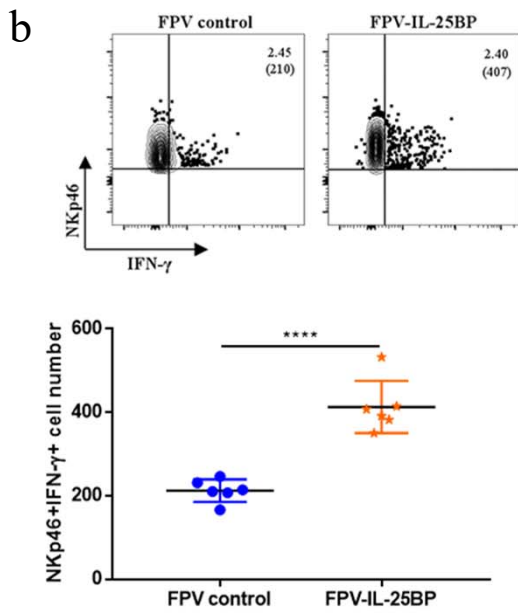 b
FPV control
FPV-IL-25BP
2.45
(210)
2.40
(407)
NKp46
IFN-γ
****
NKp46+IFN-γ+ cell number
600
400
200
0
FPV control
FPV-IL-25BP